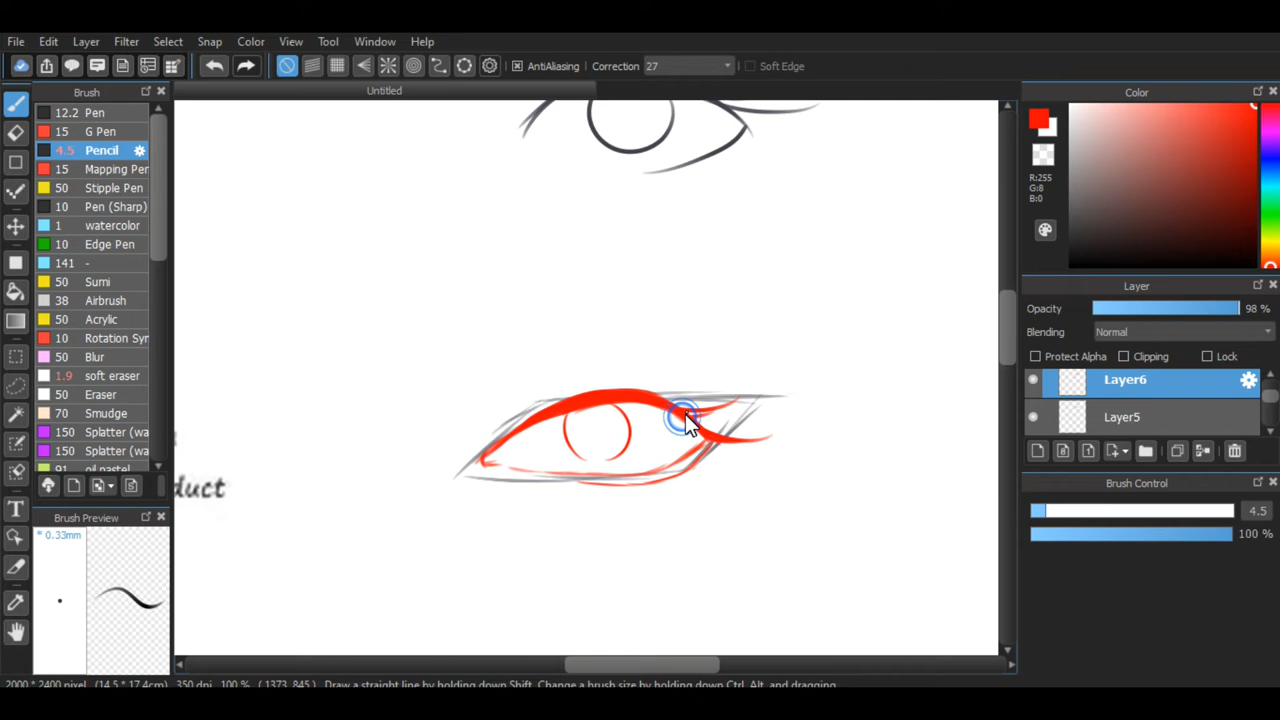 File Edit Layer Filter Select Snap Color View Tool Window Help
AntiAliasing Correction 27 Soft Edge
Brush
Untitled
Color
12.2 Pen
15 G Pen
4.5 Pencil
15 Mapping Pen
50 Stipple Pen
10 Pen (Sharp)
1 watercolor
10 Edge Pen
141 -
50 Sumi
38 Airbrush
50 Acrylic
10 Rotation Syn
50 Blur
1.9 soft eraser
50 Eraser
70 Smudge
150 Splatter (wa
150 Splatter (wa
91 oil pastel
R:255
G:8
B:0
Layer
Opacity 98 %
Blending Normal
Protect Alpha Clipping Lock
Layer6
Layer5
Brush Control
4.5
100 %
duct
Brush Preview
* 0.33mm
T
2000 * 2400 pixel (14.5 * 17.4cm) 350 dpi 100 % ( 1373, 845 ) Draw a straight line by holding down Shift, Change a brush size by holding down Ctrl, Alt, and dragging